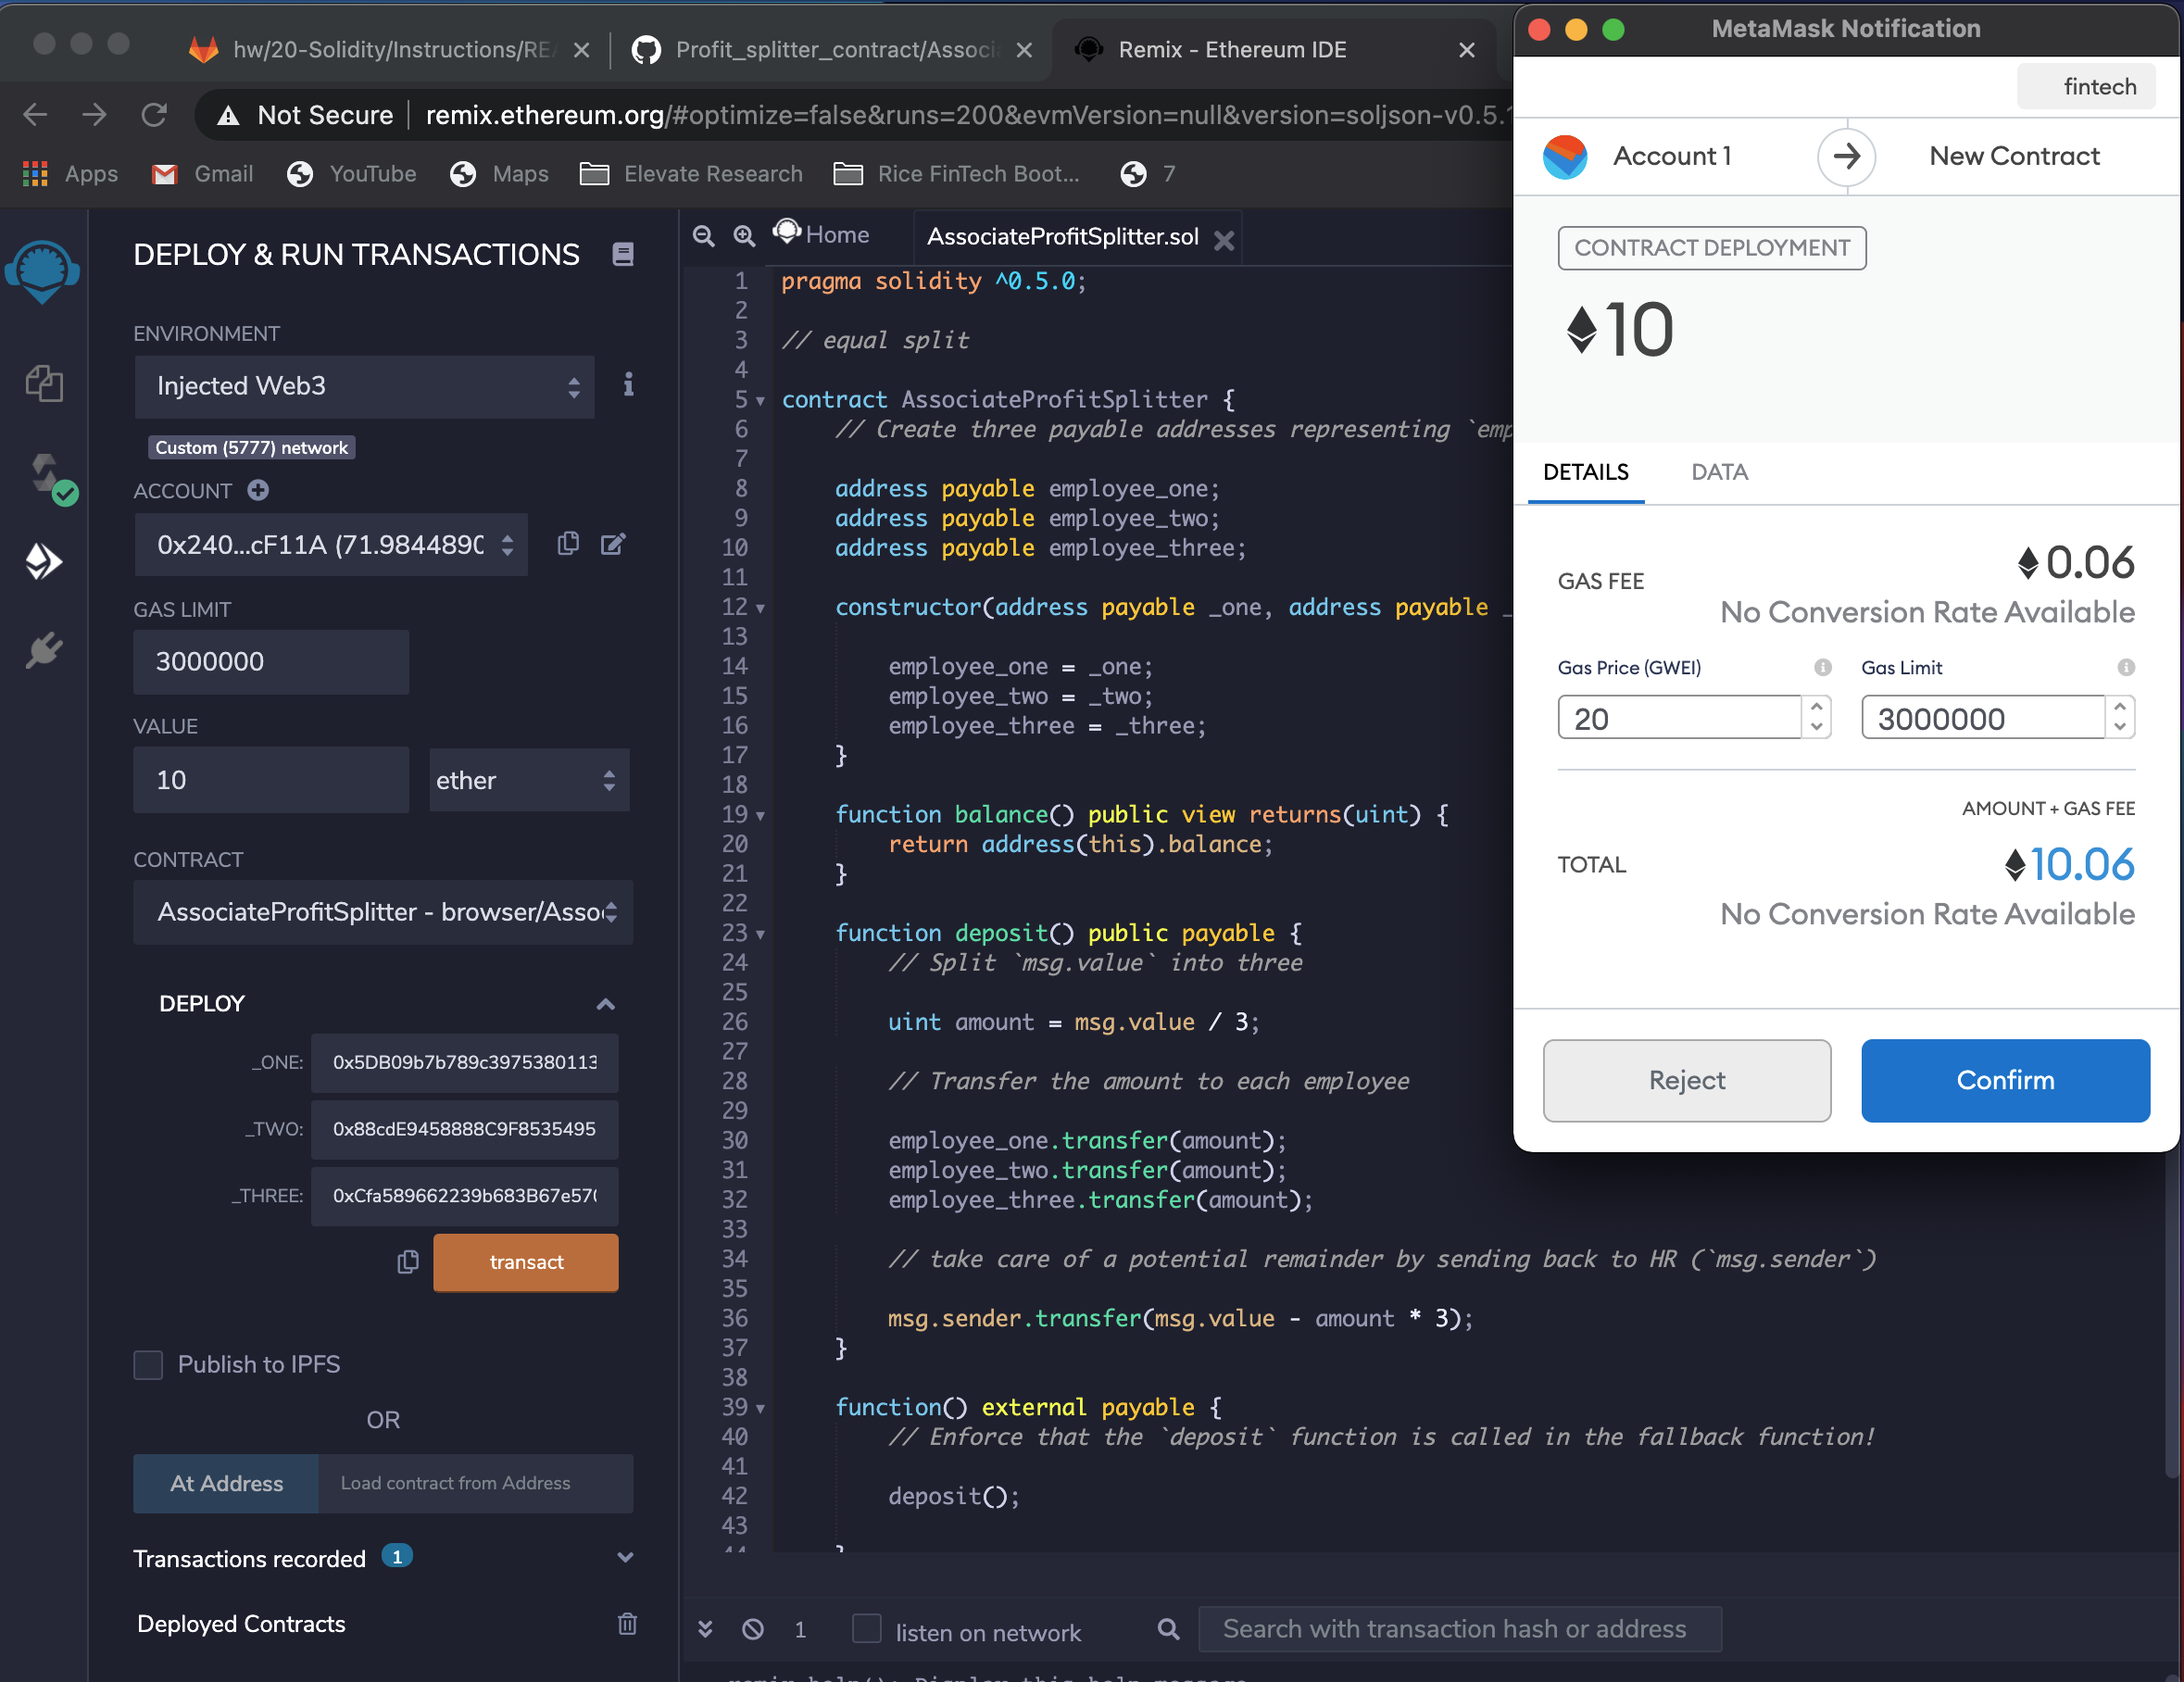 hw/20-Solidity/Instructions/REA
Profit_splitter_contract/Associa
Remix - Ethereum IDE
Not Secure
remix.ethereum.org/#optimize=false&runs=200&evmVersion=null&version=soljson-v0.5.1
Apps
Gmail
YouTube
Maps
Elevate Research
Rice FinTech Boot...
7
DEPLOY & RUN TRANSACTIONS
ENVIRONMENT
Injected Web3
Custom (5777) network
ACCOUNT
0x240...cF11A (71.9844890
GAS LIMIT
3000000
VALUE
10
ether
CONTRACT
AssociateProfitSplitter - browser/Asso
DEPLOY
_ONE:
0x5DB09b7b789c3975380113
_TWO:
0x88cdE9458888C9F8535495
_THREE:
0xCfa589662239b683B67e570
transact
Publish to IPFS
OR
At Address
Load contract from Address
Transactions recorded 1
Deployed Contracts
Home
AssociateProfitSplitter.sol
1 pragma solidity ^0.5.0;
2
3 // equal split
4
5 contract AssociateProfitSplitter {
6 // Create three payable addresses representing `emp
7
8 address payable employee_one;
9 address payable employee_two;
10 address payable employee_three;
11
12 constructor(address payable _one, address payable _
13
14 employee_one = _one;
15 employee_two = _two;
16 employee_three = _three;
17 }
18
19 function balance() public view returns(uint) {
20 return address(this).balance;
21 }
22
23 function deposit() public payable {
24 // Split `msg.value` into three
25
26 uint amount = msg.value / 3;
27
28 // Transfer the amount to each employee
29
30 employee_one.transfer(amount);
31 employee_two.transfer(amount);
32 employee_three.transfer(amount);
33
34 // take care of a potential remainder by sending back to HR (`msg.sender`)
35
36 msg.sender.transfer(msg.value - amount * 3);
37 }
38
39 function() external payable {
40 // Enforce that the `deposit` function is called in the fallback function!
41
42 deposit();
43
44 }
1
listen on network
Search with transaction hash or address
remix.help(): Display this help message
MetaMask Notification
fintech
Account 1
New Contract
CONTRACT DEPLOYMENT
10
DETAILS
DATA
GAS FEE
0.06
No Conversion Rate Available
Gas Price (GWEI)
Gas Limit
20
3000000
AMOUNT + GAS FEE
TOTAL
10.06
No Conversion Rate Available
Reject
Confirm